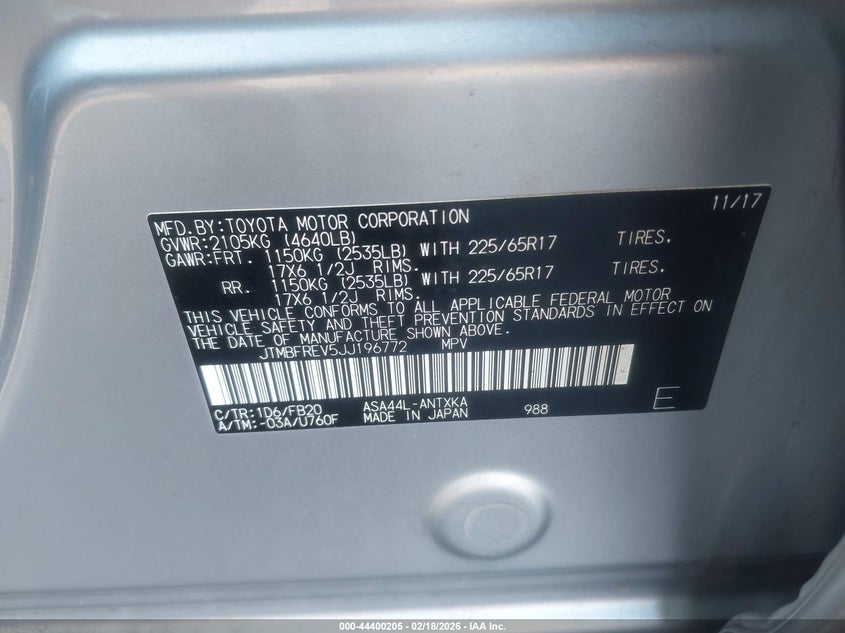 11/17
MFD.BY:TOYOTA MOTOR CORPORATION
GVWR:2105KG (4640LB)
GAWR:FRT. 1150KG (2535LB) WITH 225/65R17 TIRES.
17X6 1/2J RIMS.
RR. 1150KG (2535LB) WITH 225/65R17 TIRES.
17X6 1/2J RIMS.
THIS VEHICLE CONFORMS TO ALL APPLICABLE FEDERAL MOTOR
VEHICLE SAFETY AND THEFT PREVENTION STANDARDS IN EFFECT ON
THE DATE OF MANUFACTURE SHOWN ABOVE.
JTMBFREV5JJ196772 MPV
C/TR:1D6/FB20 ASA44L-ANTXKA
A/TM:-03A/U760F MADE IN JAPAN 988 E
000-44400205 - 02/18/2026 - IAA Inc.